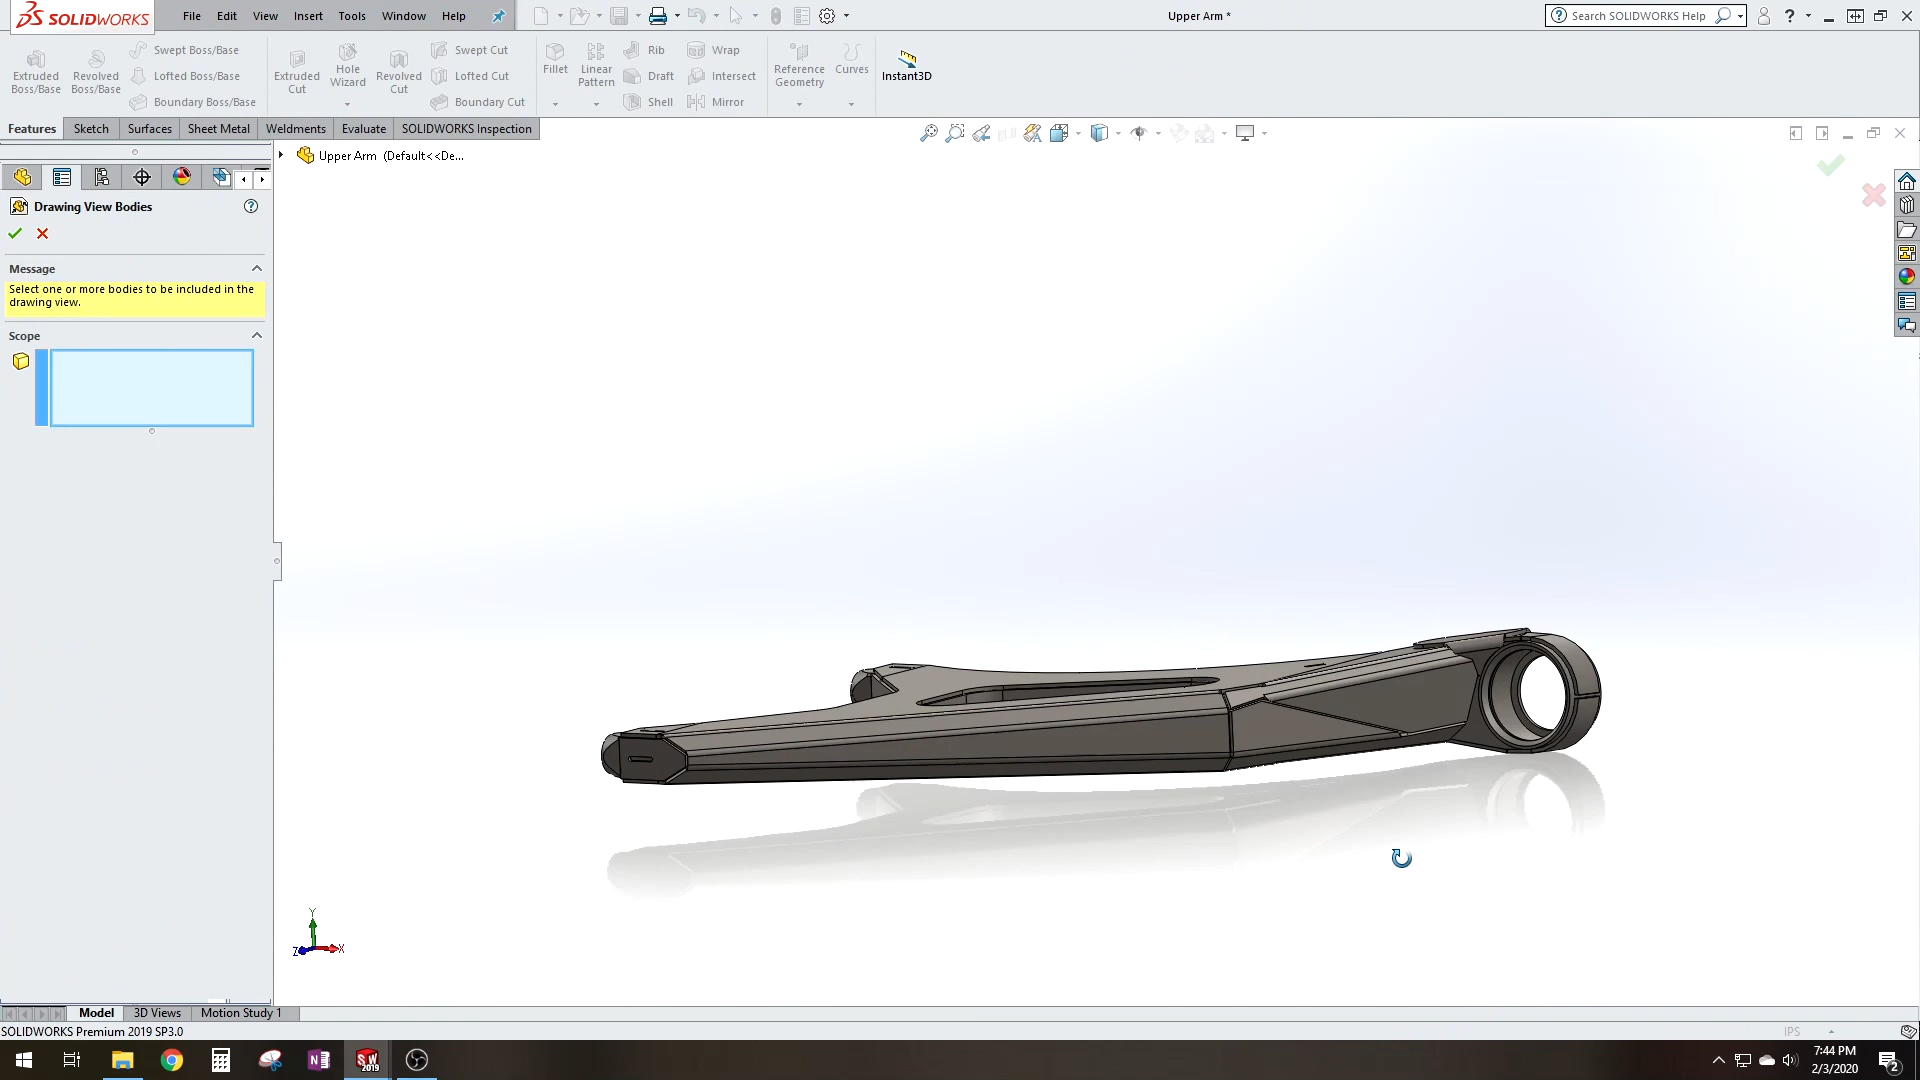 SOLIDWORKS
File Edit View Insert Tools Window Help
Upper Arm *
Search SOLIDWORKS Help
Extruded Boss/Base
Revolved Boss/Base
Swept Boss/Base
Lofted Boss/Base
Boundary Boss/Base
Extruded Cut
Hole Wizard
Revolved Cut
Swept Cut
Lofted Cut
Boundary Cut
Fillet
Linear Pattern
Rib
Draft
Shell
Wrap
Intersect
Mirror
Reference Geometry
Curves
Instant3D
Features Sketch Surfaces Sheet Metal Weldments Evaluate SOLIDWORKS Inspection
Upper Arm (Default<<De...
Drawing View Bodies
Message
Select one or more bodies to be included in the
drawing view.
Scope
Y
Z
X
Model 3D Views Motion Study 1
SOLIDWORKS Premium 2019 SP3.0
IPS
N
SW
2019
7:44 PM
2/3/2020
2